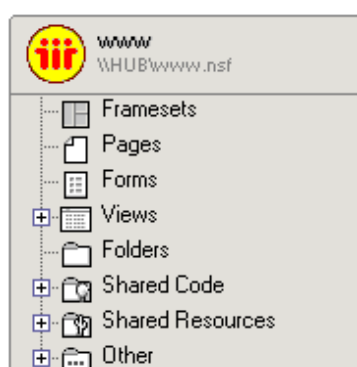 www
\\HUB\www.nsf
Framesets
Pages
Forms
Views
Folders
Shared Code
Shared Resources
Other